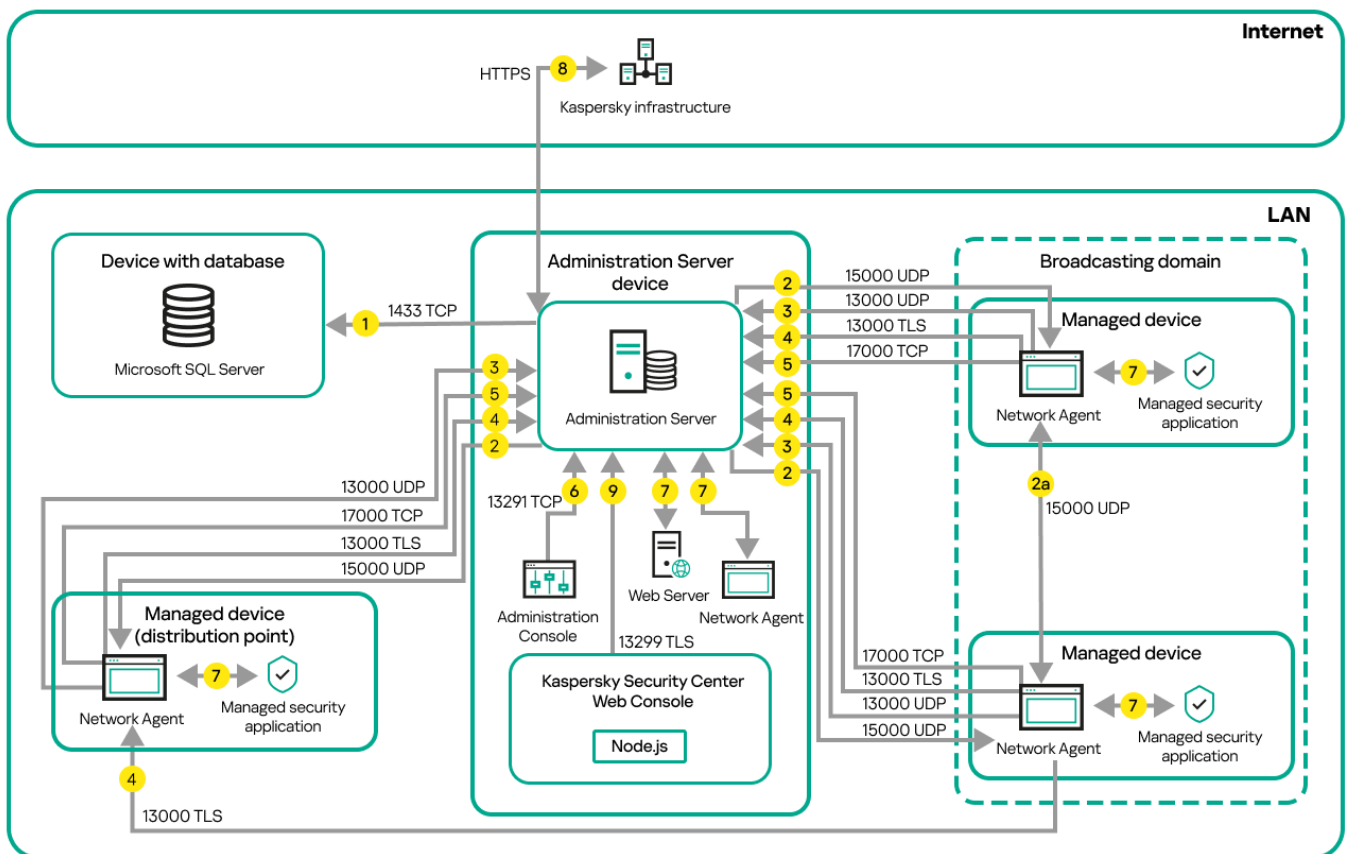 Internet
HTTPS
8
Kaspersky infrastructure
LAN
Device with database
Microsoft SQL Server
1433 TCP
1
Administration Server
device
Administration Server
3
5
4
2
13000 UDP
17000 TCP
13000 TLS
15000 UDP
2
3
4
5
15000 UDP
13000 UDP
13000 TLS
17000 TCP
5
4
3
2
Broadcasting domain
Managed device
7
Network Agent
Managed security
application
2a
15000 UDP
6
9
7
7
13291 TCP
Administration
Console
Web Server
Network Agent
13299 TLS
Kaspersky Security Center
Web Console
Node.js
Managed device
(distribution point)
7
Network Agent
Managed security
application
4
13000 TLS
17000 TCP
13000 TLS
13000 UDP
15000 UDP
Managed device
7
Network Agent
Managed security
application